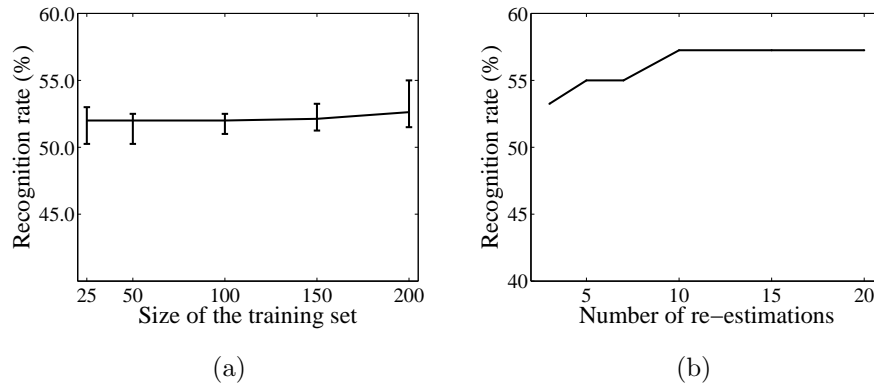 60.0
55.0
50.0
45.0
Recognition rate (%)
25 50 100 150 200
Size of the training set
(a)
60
55
50
45
40
Recognition rate (%)
5 10 15 20
Number of re−estimations
(b)